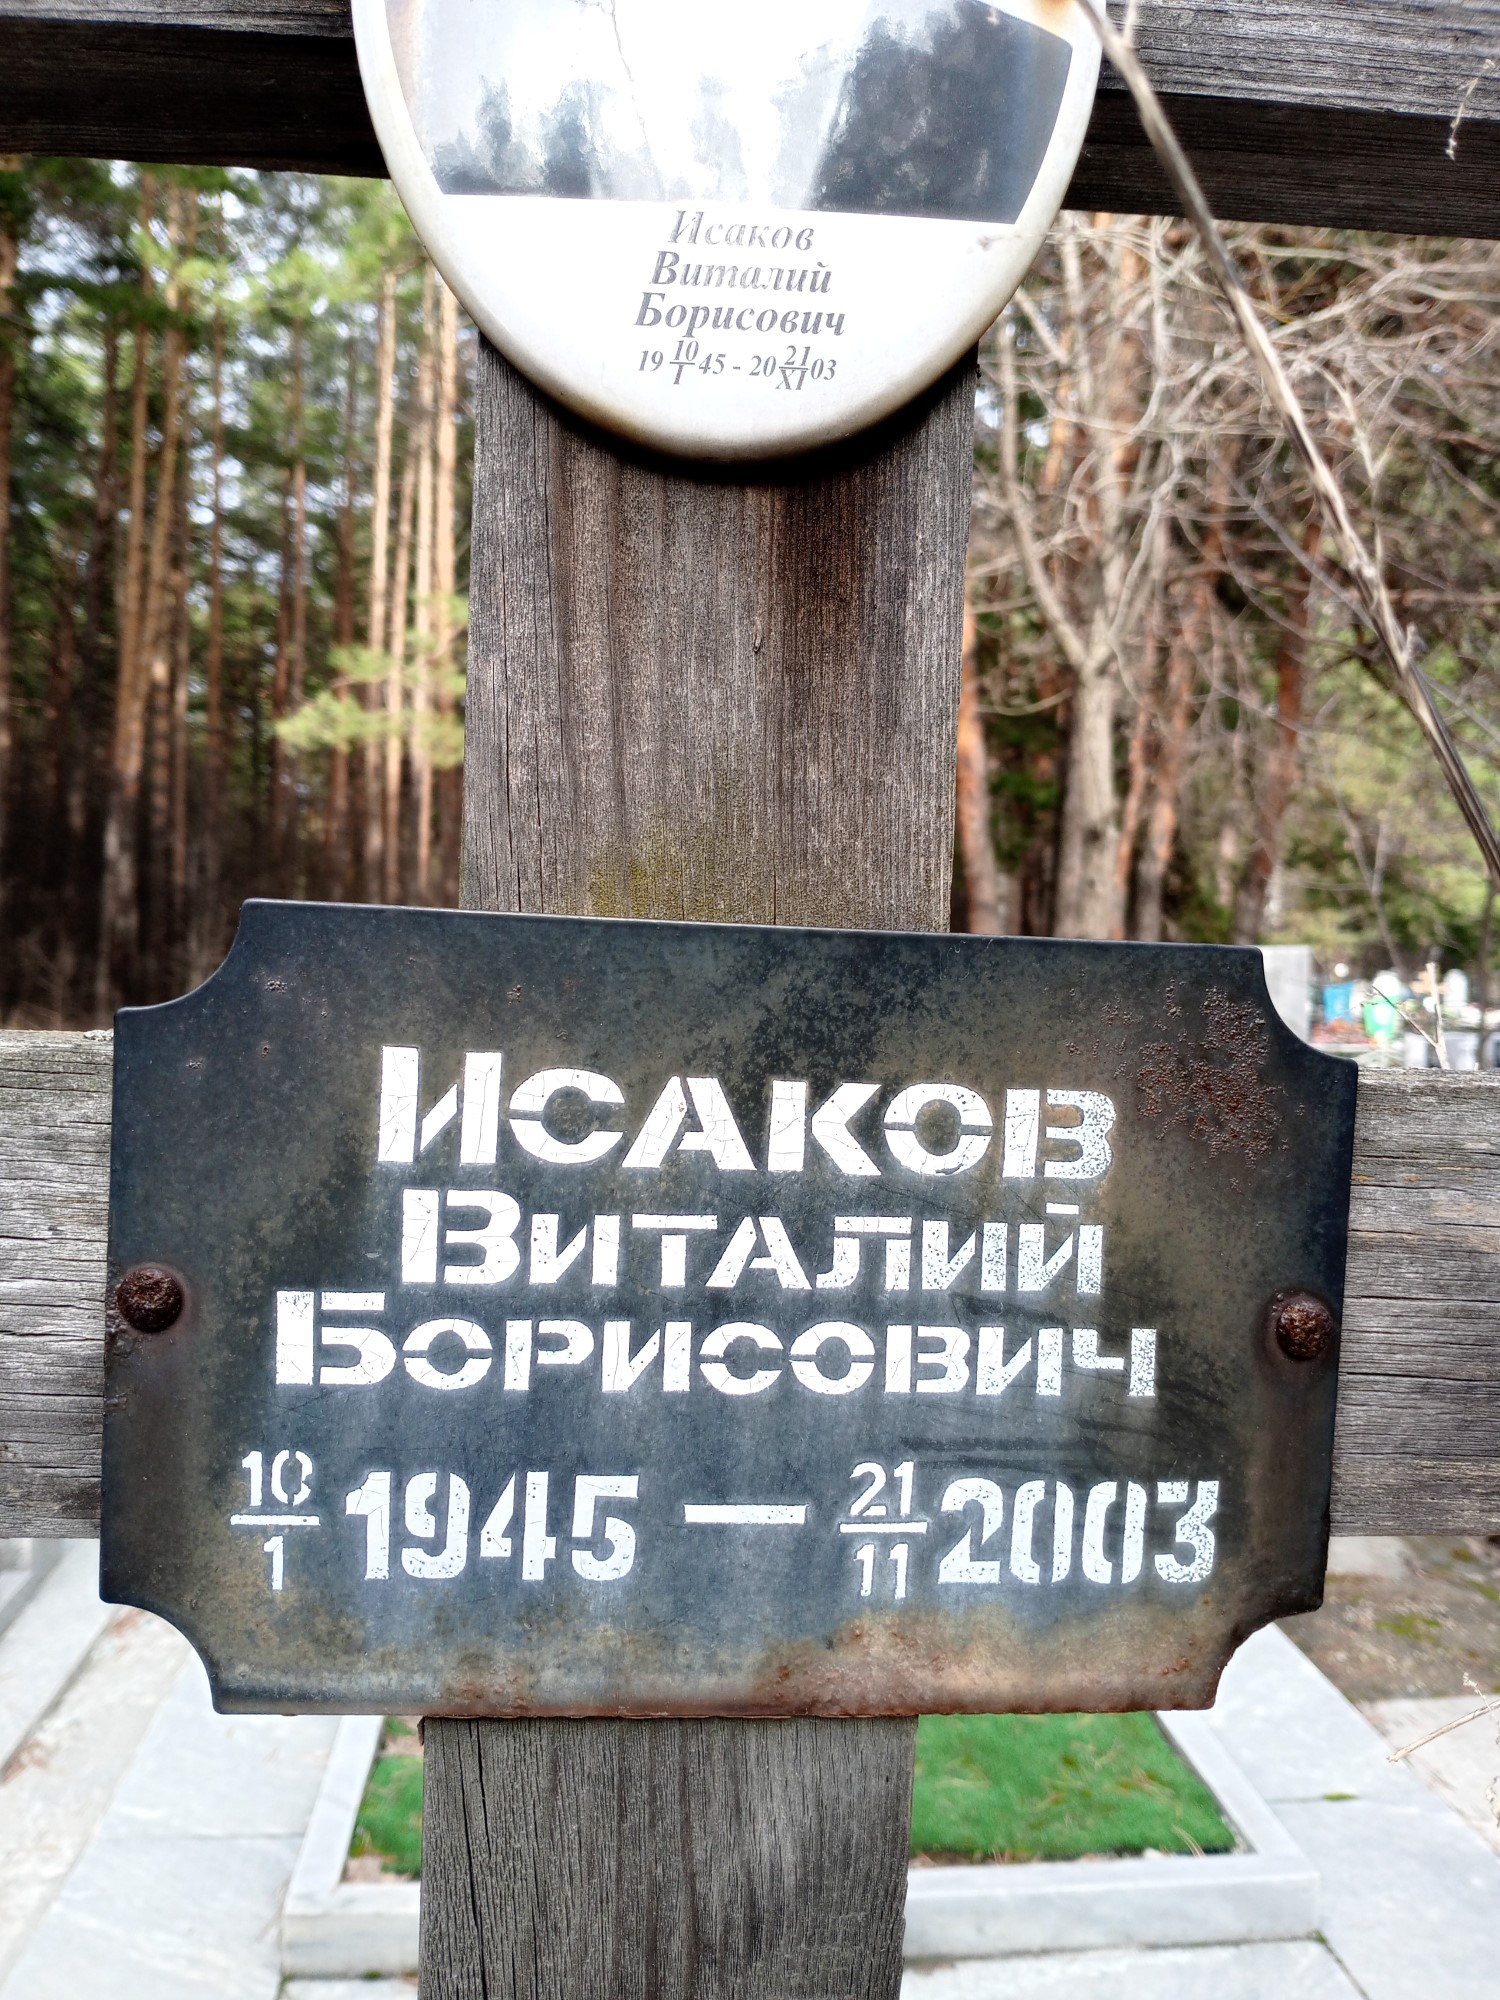 Исаков
Виталий
Борисович
19 10/I 45 - 20 21/XI 03
ИСАКОВ
ВИТАЛИЙ
БОРИСОВИЧ
10/1 1945 — 21/11 2003